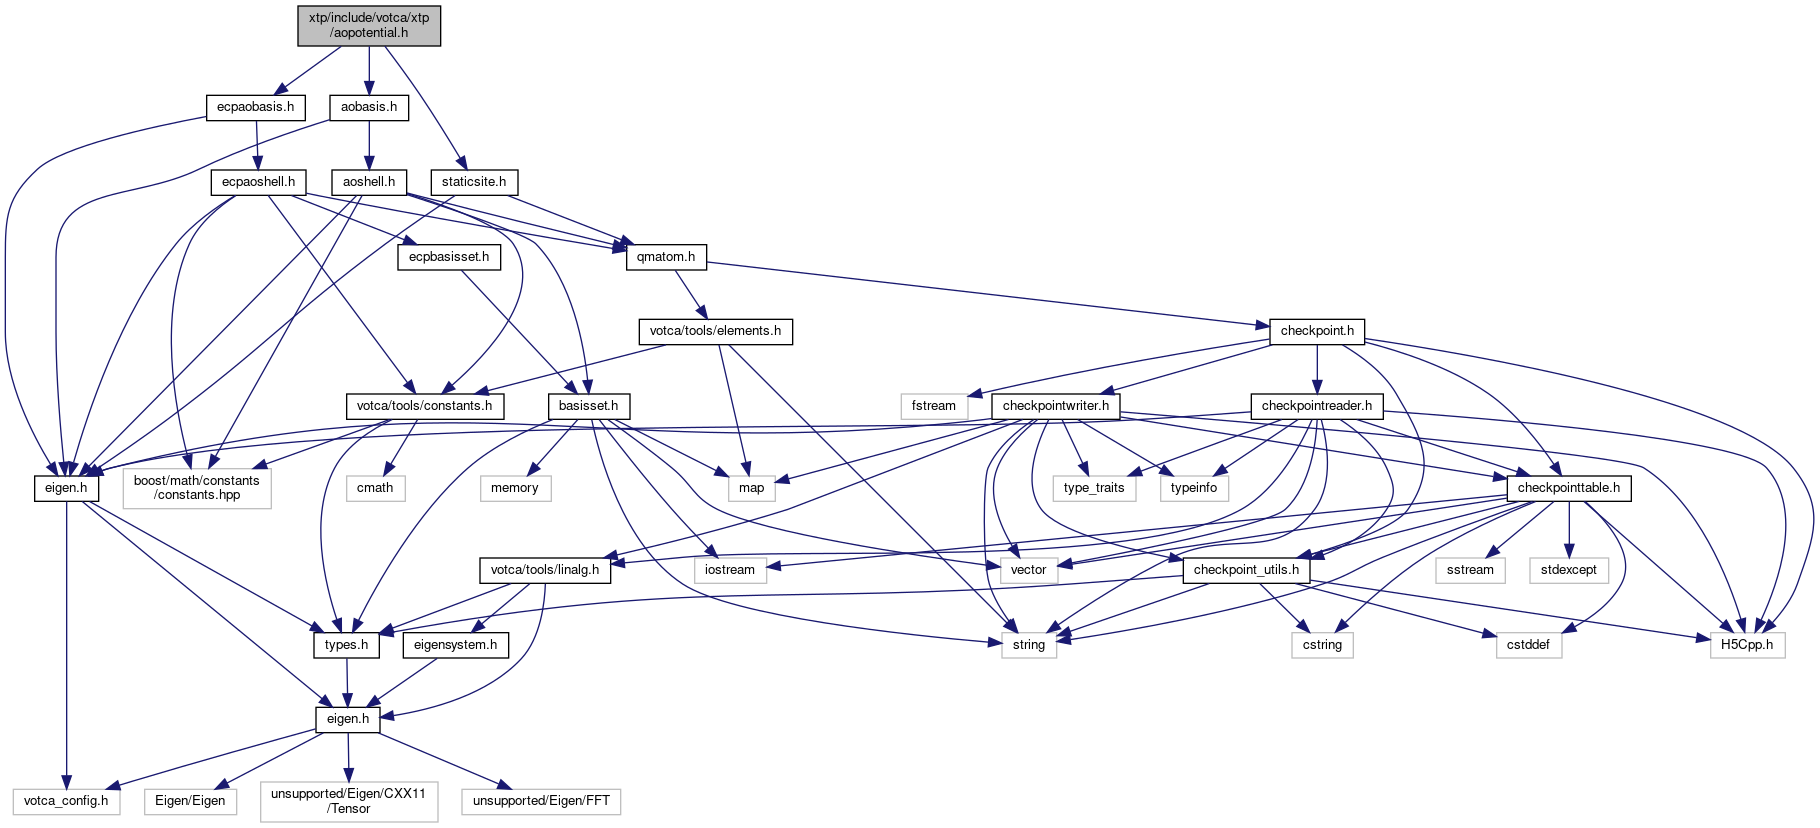 xtp/include/votca/xtp
/aopotential.h
ecpaobasis.h
aobasis.h
ecpaoshell.h
aoshell.h
staticsite.h
ecpbasisset.h
qmatom.h
votca/tools/elements.h
checkpoint.h
votca/tools/constants.h
basisset.h
fstream
checkpointwriter.h
checkpointreader.h
eigen.h
boost/math/constants
/constants.hpp
cmath
memory
map
type_traits
typeinfo
checkpointtable.h
votca/tools/linalg.h
iostream
vector
checkpoint_utils.h
sstream
stdexcept
types.h
eigensystem.h
string
cstring
cstddef
H5Cpp.h
eigen.h
votca_config.h
Eigen/Eigen
unsupported/Eigen/CXX11
/Tensor
unsupported/Eigen/FFT